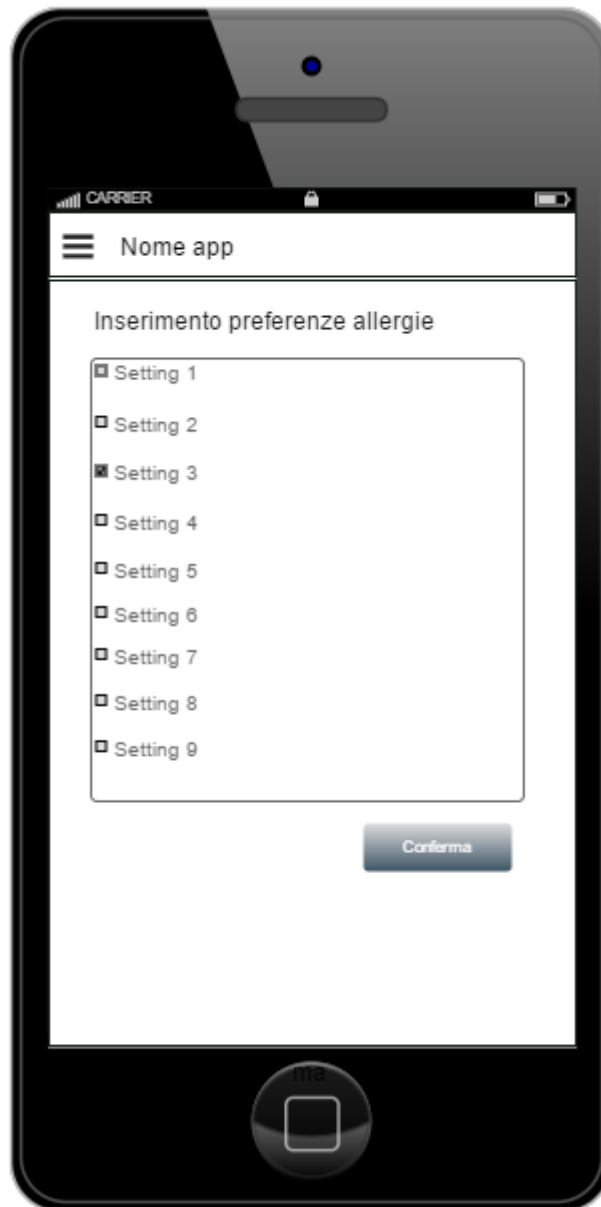 CARRIER
Nome app
Inserimento preferenze allergie
Setting 1
Setting 2
Setting 3
Setting 4
Setting 5
Setting 6
Setting 7
Setting 8
Setting 9
Conferma
ma